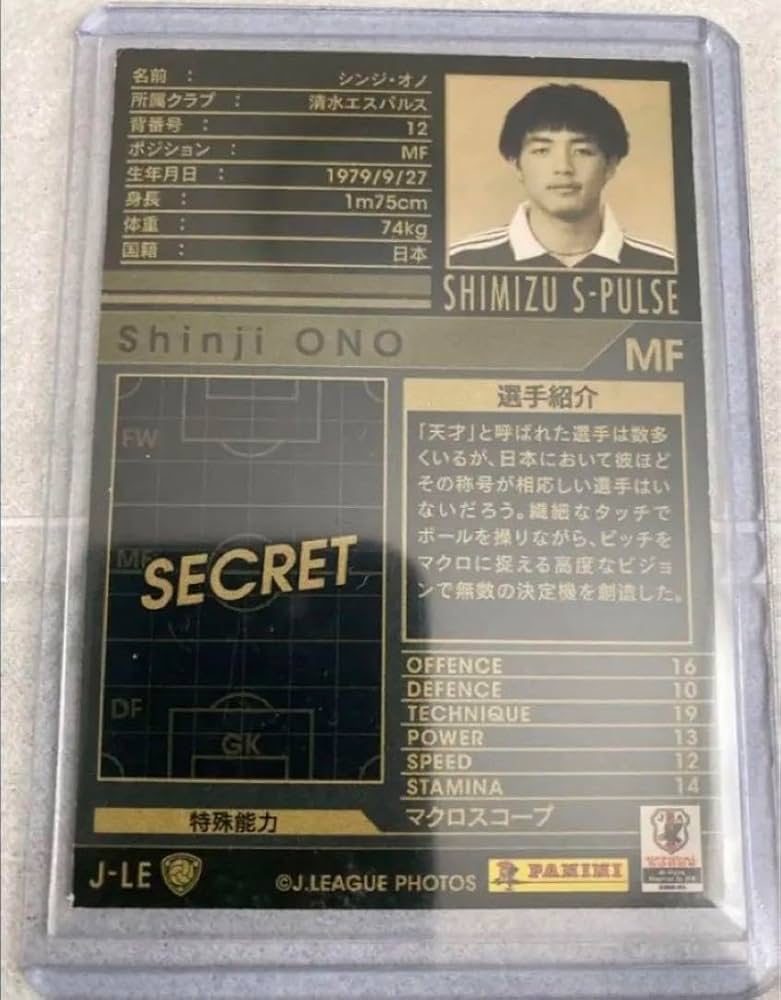 名前 : シンジ・オノ
所属クラブ : 清水エスパルス
背番号 : 12
ポジション : MF
生年月日 : 1979/9/27
身長 : 1m75cm
体重 : 74kg
国籍 : 日本
SHIMIZU S-PULSE
Shinji ONO
MF
FW
MF
SECRET
DF
GK
選手紹介
「天才」と呼ばれた選手は数多
くいるが、日本において彼ほど
その称号が相応しい選手はい
ないだろう。繊細なタッチで
ボールを操りながら、ピッチを
マクロに捉える高度なビジョ
ンで無数の決定機を創造した。
OFFENCE 16
DEFENCE 10
TECHNIQUE 19
POWER 13
SPEED 12
STAMINA 14
特殊能力 マクロスコープ
J-LE
©J.LEAGUE PHOTOS
PANINI